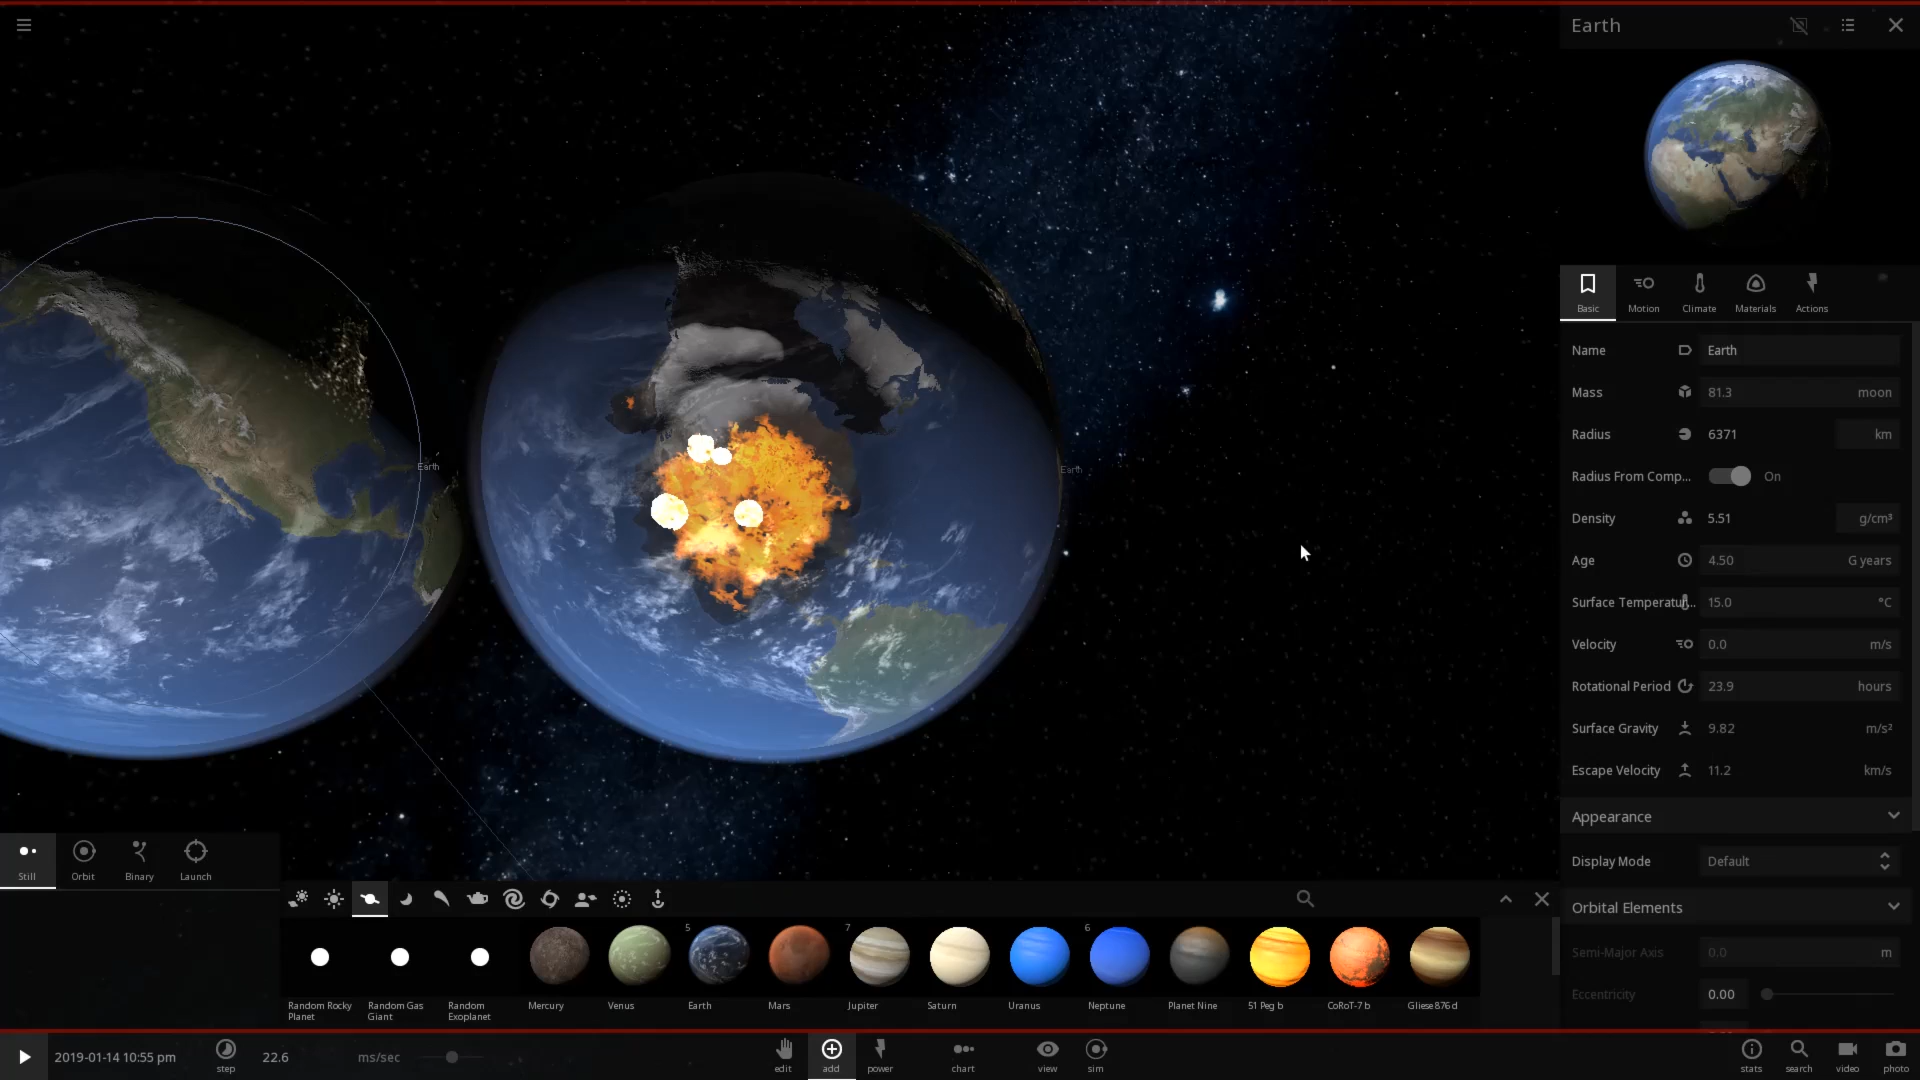 Earth
Basic
Motion
Climate
Materials
Actions
Name Earth
Mass 81.3 moon
Radius 6371 km
Radius From Comp... On
Density 5.51 g/cm³
Age 4.50 G years
Surface Temperatur... 15.0 °C
Velocity 0.0 m/s
Rotational Period 23.9 hours
Surface Gravity 9.82 m/s²
Escape Velocity 11.2 km/s
Appearance
Display Mode Default
Orbital Elements
Semi-Major Axis 0.0 m
Eccentricity 0.00
Earth
Earth
Still
Orbit
Binary
Launch
5
7
6
Random Rocky
Planet
Random Gas
Giant
Random
Exoplanet
Mercury
Venus
Earth
Mars
Jupiter
Saturn
Uranus
Neptune
Planet Nine
51 Peg b
CoRoT-7 b
Gliese 876 d
2019-01-14 10:55 pm
step
22.6
ms/sec
edit
add
power
chart
view
sim
stats
search
video
photo